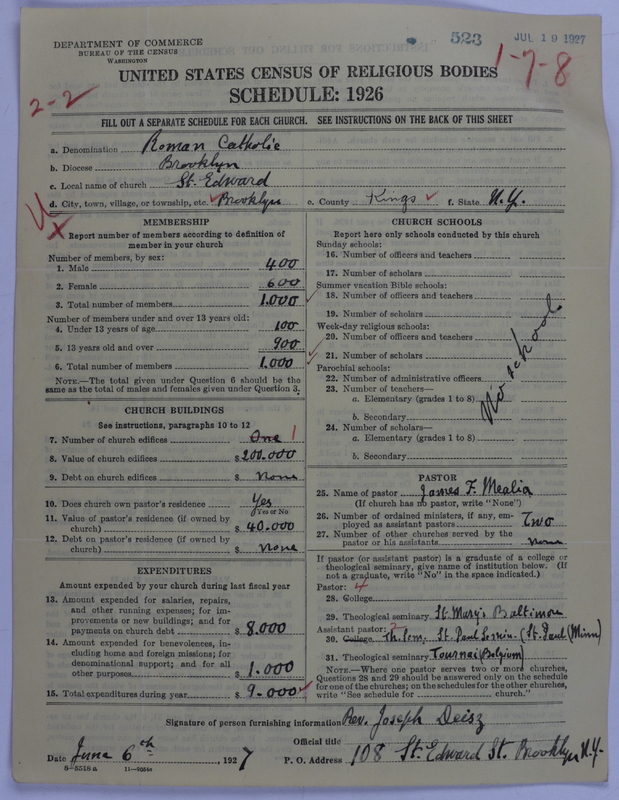 523
JUL 19 1927
1-7-8
2-2
DEPARTMENT OF COMMERCE
BUREAU OF THE CENSUS
WASHINGTON
UNITED STATES CENSUS OF RELIGIOUS BODIES
SCHEDULE: 1926
FILL OUT A SEPARATE SCHEDULE FOR EACH CHURCH. SEE INSTRUCTIONS ON THE BACK OF THIS SHEET
a. Denomination Roman Catholic
b. Diocese Brooklyn
c. Local name of church St. Edward
d. City, town, village, or township, etc. Brooklyn e. County Kings f. State N.Y.
MEMBERSHIP
Report number of members according to definition of
member in your church
Number of members, by sex:
1. Male 400
2. Female 600
3. Total number of members 1.000
Number of members under and over 13 years old:
4. Under 13 years of age 100
5. 13 years old and over 900
6. Total number of members 1.000
NOTE.—The total given under Question 6 should be the
same as the total of males and females given under Question 3.
CHURCH BUILDINGS
See instructions, paragraphs 10 to 12
7. Number of church edifices One 1
8. Value of church edifices $ 200.000
9. Debt on church edifices $ None
10. Does church own pastor's residence Yes
(Yes or No)
11. Value of pastor's residence (if owned by
church) $ 40.000
12. Debt on pastor's residence (if owned by
church) $ None
EXPENDITURES
Amount expended by your church during last fiscal year
13. Amount expended for salaries, repairs,
and other running expenses; for im-
provements or new buildings; and for
payments on church debt $ 8.000
14. Amount expended for benevolences, in-
cluding home and foreign missions; for
denominational support; and for all
other purposes $ 1.000
15. Total expenditures during year $ 9.000
CHURCH SCHOOLS
Report here only schools conducted by this church
Sunday schools:
16. Number of officers and teachers
17. Number of scholars
Summer vacation Bible schools:
18. Number of officers and teachers
19. Number of scholars
Week-day religious schools:
20. Number of officers and teachers
21. Number of scholars
Parochial schools:
22. Number of administrative officers
23. Number of teachers—
a. Elementary (grades 1 to 8)
b. Secondary
24. Number of scholars—
a. Elementary (grades 1 to 8)
b. Secondary
No school
PASTOR
25. Name of pastor James F. Mealia
(If church has no pastor, write "None")
26. Number of ordained ministers, if any, em-
ployed as assistant pastors Two
27. Number of other churches served by the
pastor or his assistants None
If pastor (or assistant pastor) is a graduate of a college or
theological seminary, give name of institution below. (If
not a graduate, write "No" in the space indicated.)
Pastor: 4
28. College
29. Theological seminary St. Mary's Baltimore
Assistant pastor:
30. College Th. Sem. St. Paul Semin. (St. Paul (Minn)
31. Theological seminary Tournai (Belgium)
NOTE.—Where one pastor serves two or more churches,
Questions 28 and 29 should be answered only on the schedule
for one of the churches; on the schedules for the other churches,
write "See schedule for church."
Signature of person furnishing information Rev. Joseph Deisz
Official title
Date June 6th, 1927 P. O. Address 108 St. Edward St. Brooklyn N.Y.
8-5518a